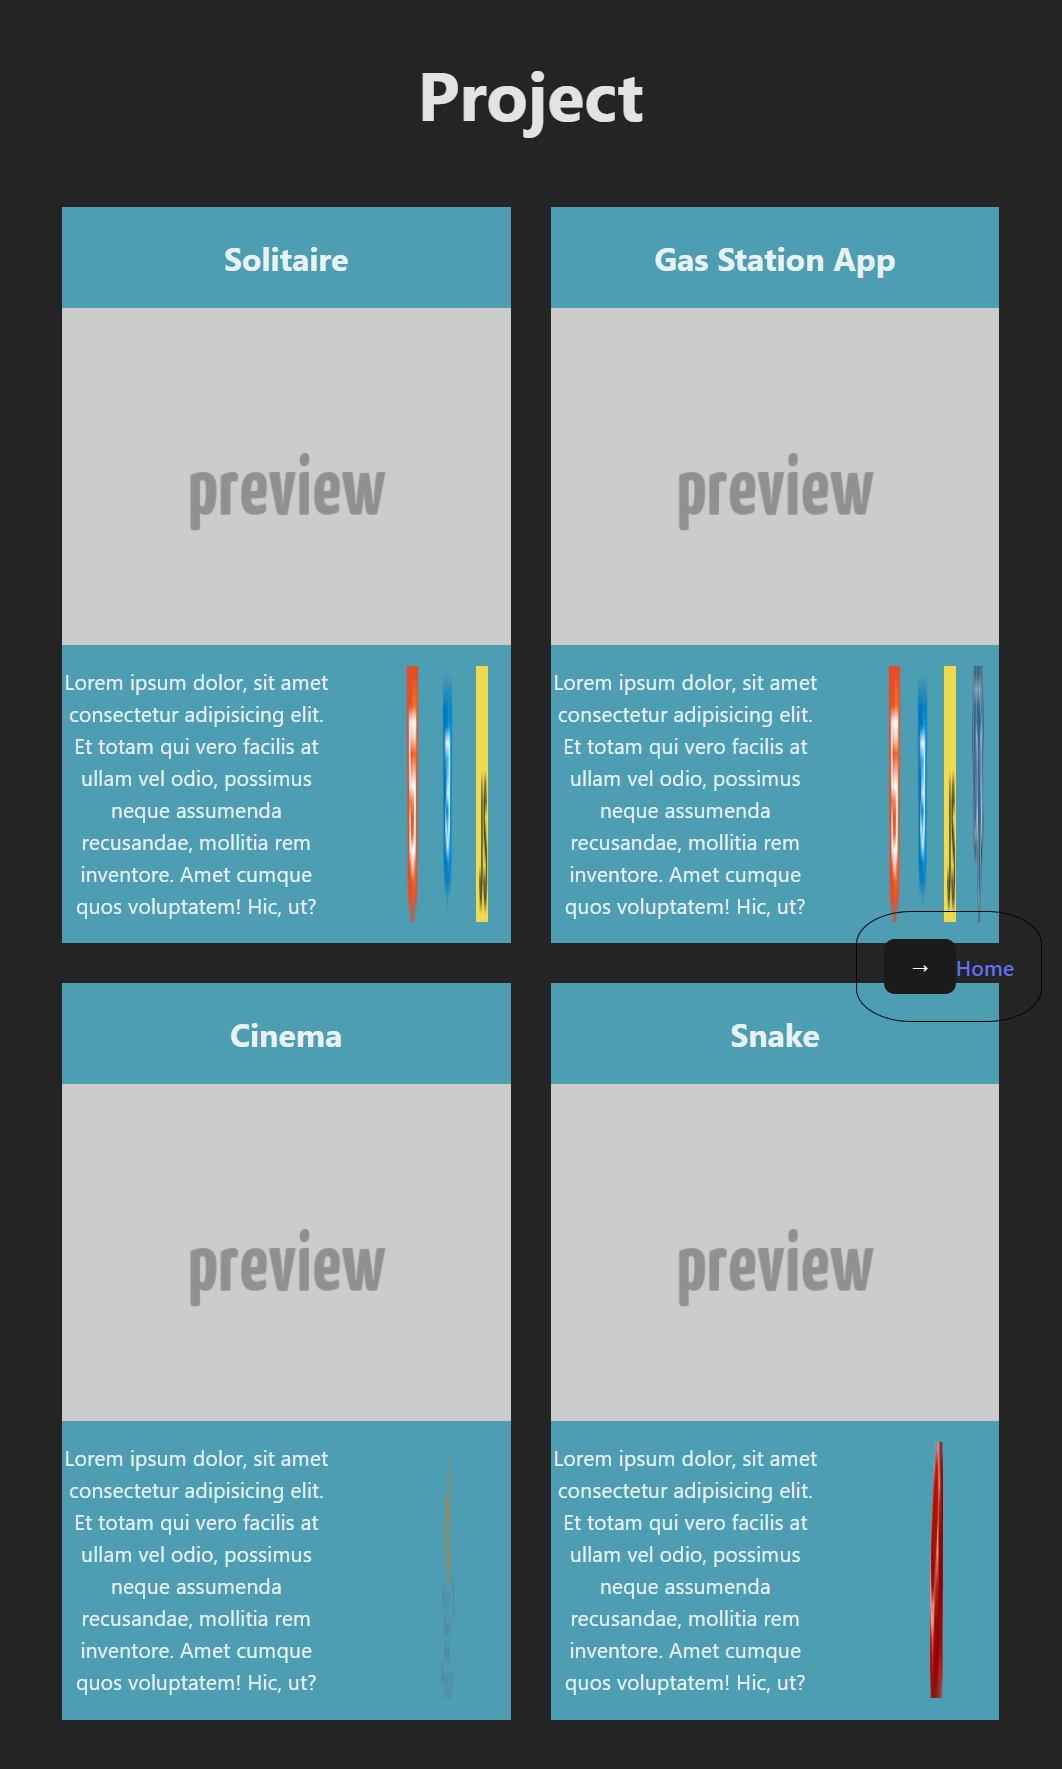 Project
Solitaire
preview
Lorem ipsum dolor, sit amet
consectetur adipisicing elit.
Et totam qui vero facilis at
ullam vel odio, possimus
neque assumenda
recusandae, mollitia rem
inventore. Amet cumque
quos voluptatem! Hic, ut?
Gas Station App
preview
Lorem ipsum dolor, sit amet
consectetur adipisicing elit.
Et totam qui vero facilis at
ullam vel odio, possimus
neque assumenda
recusandae, mollitia rem
inventore. Amet cumque
quos voluptatem! Hic, ut?
→ Home
Cinema
preview
Lorem ipsum dolor, sit amet
consectetur adipisicing elit.
Et totam qui vero facilis at
ullam vel odio, possimus
neque assumenda
recusandae, mollitia rem
inventore. Amet cumque
quos voluptatem! Hic, ut?
Snake
preview
Lorem ipsum dolor, sit amet
consectetur adipisicing elit.
Et totam qui vero facilis at
ullam vel odio, possimus
neque assumenda
recusandae, mollitia rem
inventore. Amet cumque
quos voluptatem! Hic, ut?